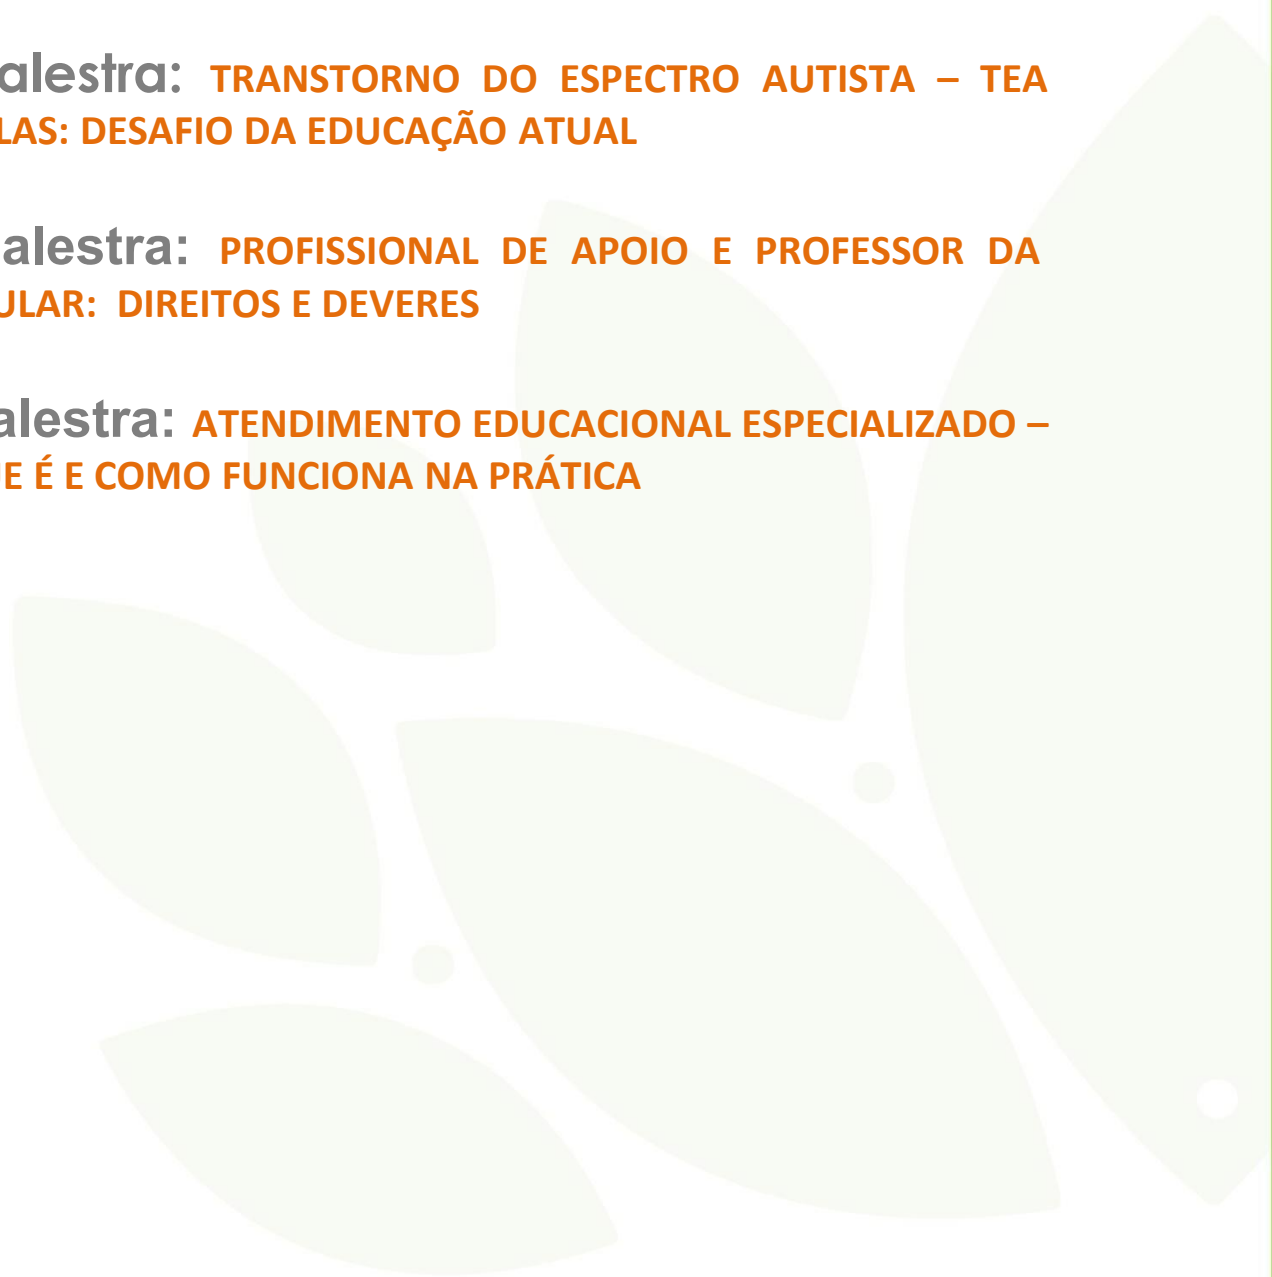 alestra: TRANSTORNO DO ESPECTRO AUTISTA – TEA
LAS: DESAFIO DA EDUCAÇÃO ATUAL
alestra: PROFISSIONAL DE APOIO E PROFESSOR DA
ULAR: DIREITOS E DEVERES
alestra: ATENDIMENTO EDUCACIONAL ESPECIALIZADO –
E É E COMO FUNCIONA NA PRÁTICA